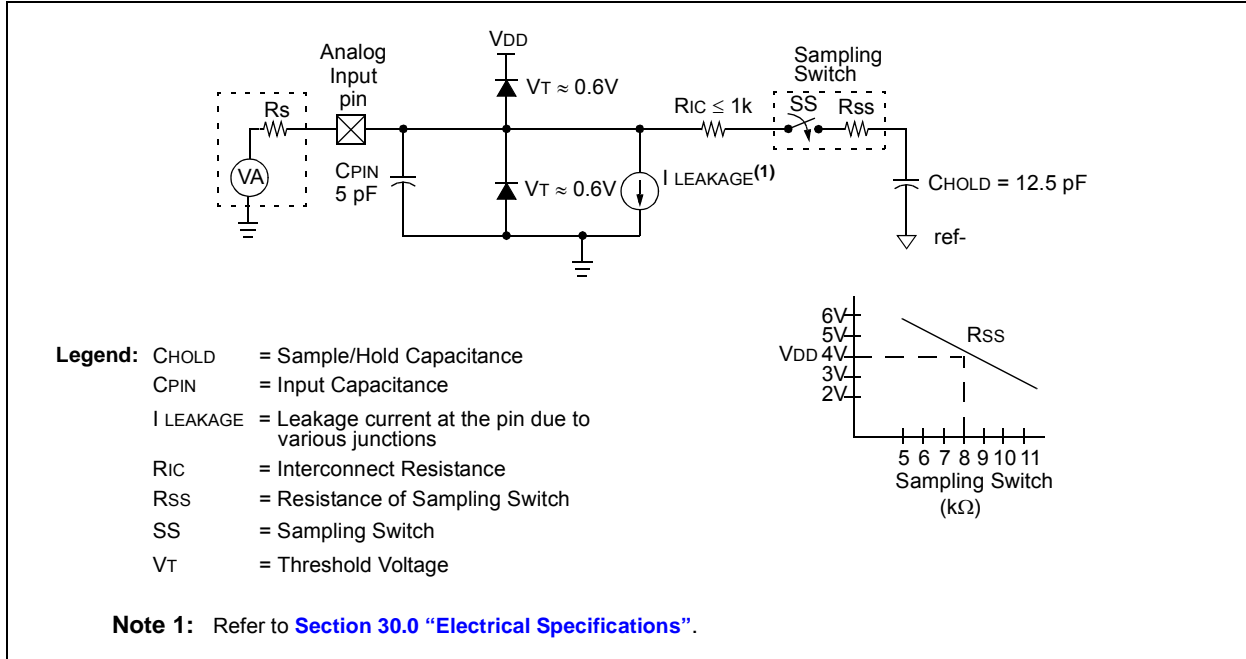 VDD
Analog
Input
pin
Sampling
Switch
VT ≈ 0.6V
RIC ≤ 1k
SS
Rss
Rs
VA
CPIN
5 pF
VT ≈ 0.6V
I LEAKAGE(1)
CHOLD = 12.5 pF
ref-
6V
5V
VDD 4V
3V
2V
RSS
5 6 7 8 9 10 11
Sampling Switch
(kΩ)
Legend: CHOLD = Sample/Hold Capacitance
CPIN = Input Capacitance
I LEAKAGE = Leakage current at the pin due to
various junctions
RIC = Interconnect Resistance
RSS = Resistance of Sampling Switch
SS = Sampling Switch
VT = Threshold Voltage
Note 1: Refer to Section 30.0 “Electrical Specifications”.